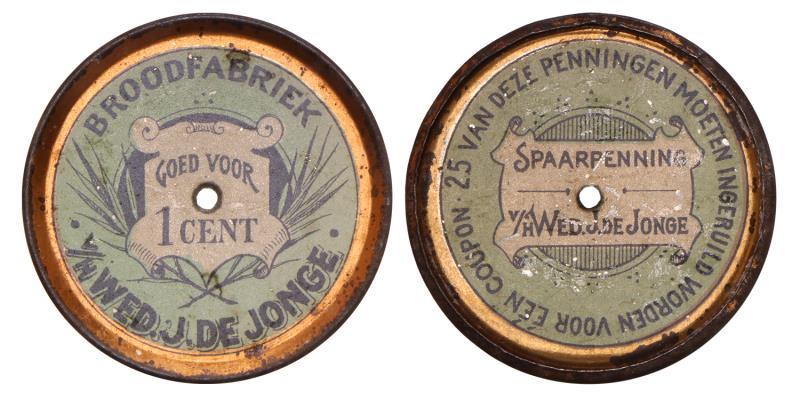 BROODFABRIEK
GOED VOOR
1 CENT
V/H WED. J. DE JONGE
25 VAN DEZE PENNINGEN MOETEN INGERUILD WORDEN VOOR EEN COUPON
SPAARPENNING
V/H WED. J. DE JONGE